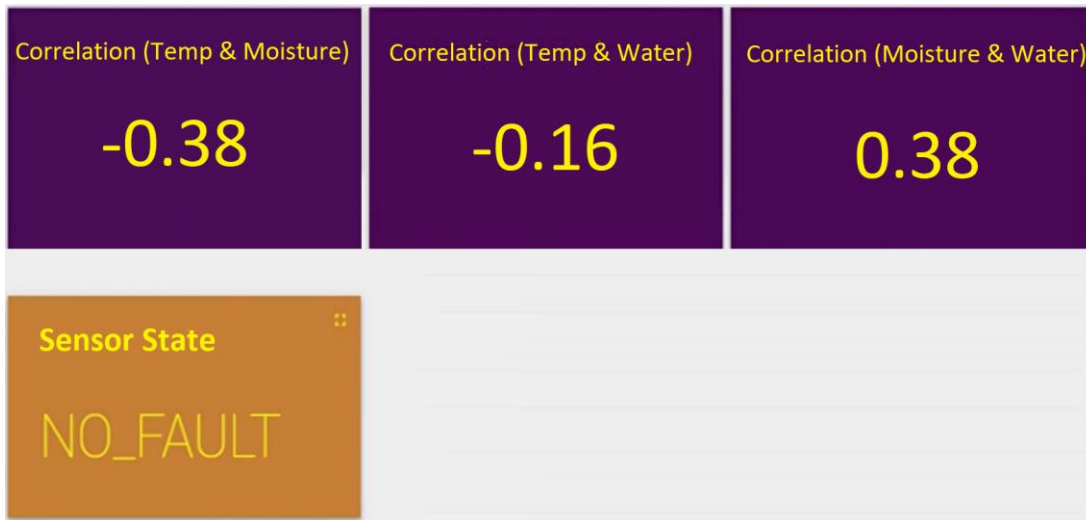 Correlation (Temp & Moisture)
-0.38
Correlation (Temp & Water)
-0.16
Correlation (Moisture & Water)
0.38
Sensor State
NO_FAULT